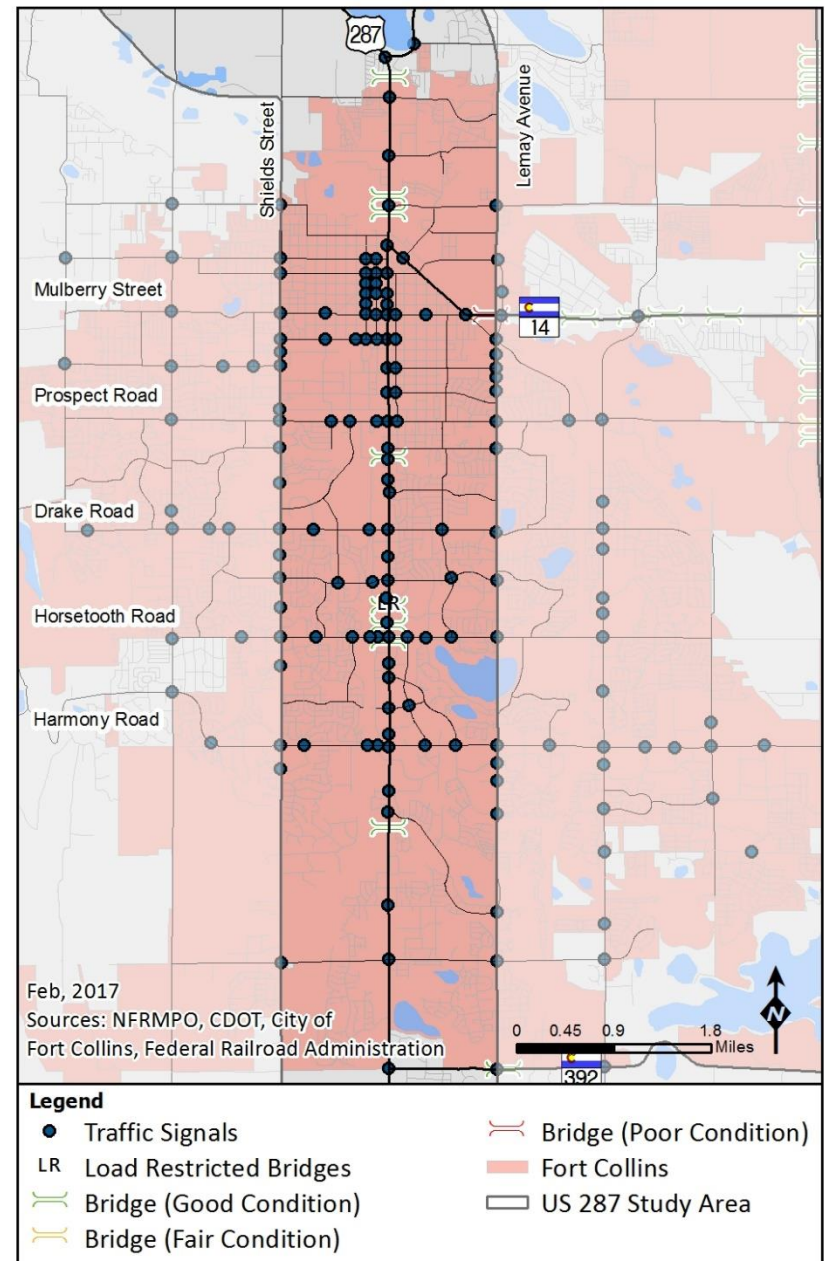 287
Shields Street
Lemay Avenue
Mulberry Street
14
Prospect Road
Drake Road
LR
Horsetooth Road
Harmony Road
N
Feb, 2017
Sources: NFRMPO, CDOT, City of
Fort Collins, Federal Railroad Administration
0 0.45 0.9 1.8
Miles
392
Legend
Traffic Signals
LR Load Restricted Bridges
Bridge (Good Condition)
Bridge (Fair Condition)
Bridge (Poor Condition)
Fort Collins
US 287 Study Area